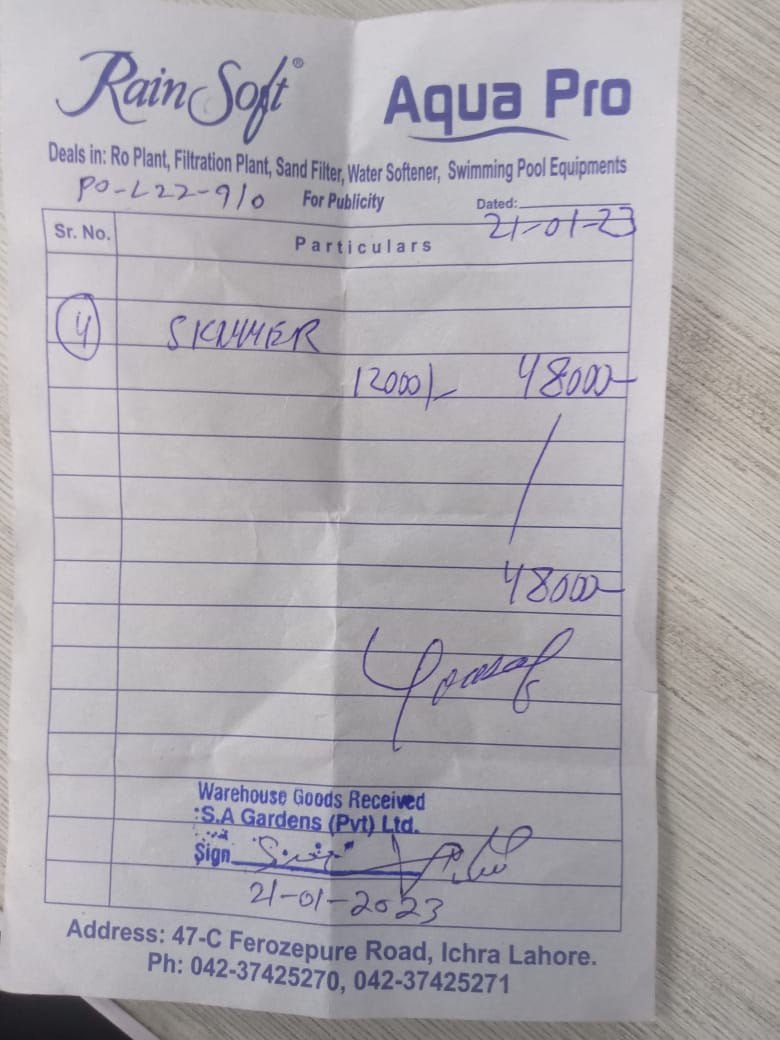 Rain Soft® Aqua Pro
Deals in: Ro Plant, Filtration Plant, Sand Filter, Water Softener, Swimming Pool Equipments
PO-L22-910 For Publicity Dated: 21-01-23
Sr. No. Particulars
4 SKIMMER
12000/- 48000
48000
Yousaf
Warehouse Goods Received
S.A Gardens (Pvt) Ltd.
Sign
21-01-2023
Address: 47-C Ferozepure Road, Ichra Lahore.
Ph: 042-37425270, 042-37425271